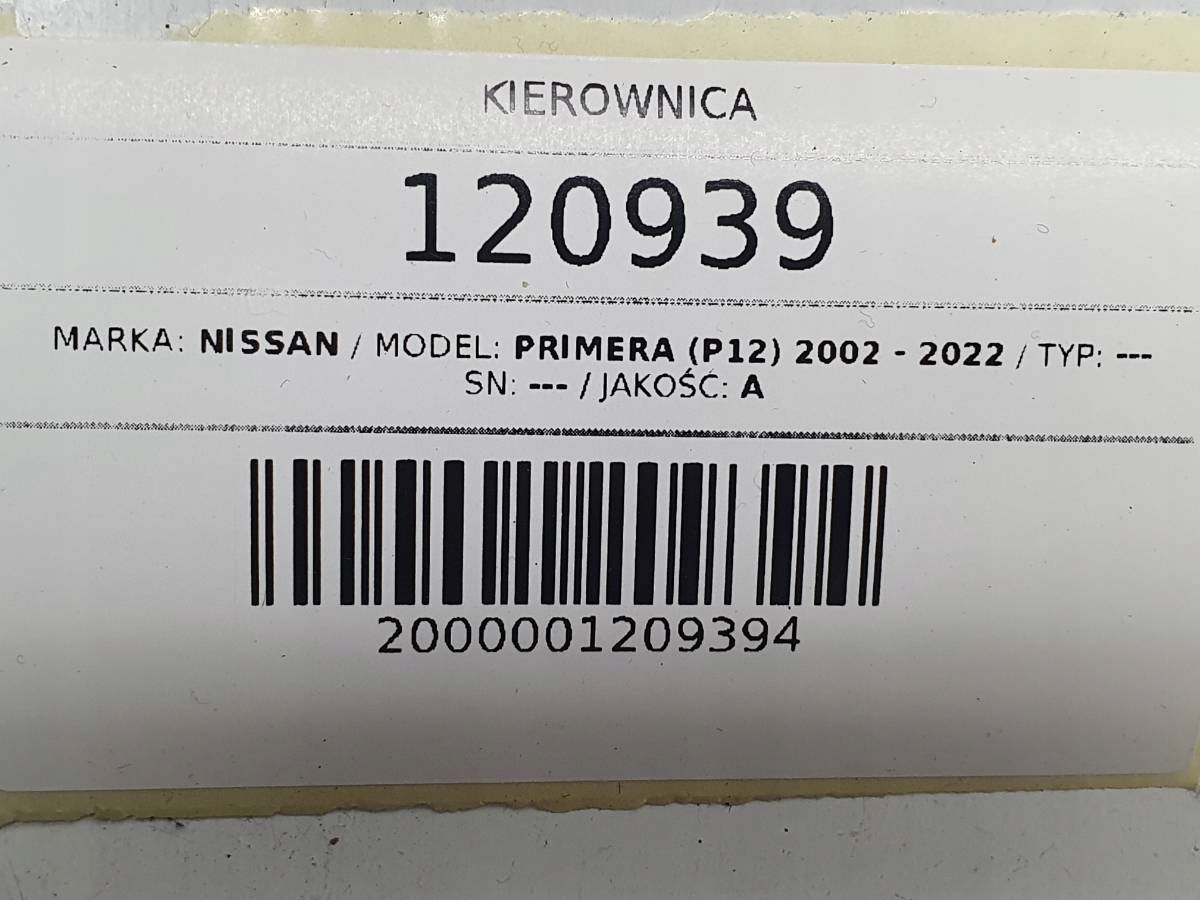 KIEROWNICA
120939
MARKA: NISSAN / MODEL: PRIMERA (P12) 2002 - 2022 / TYP: ---
SN: --- / JAKOŚĆ: A
2000001209394